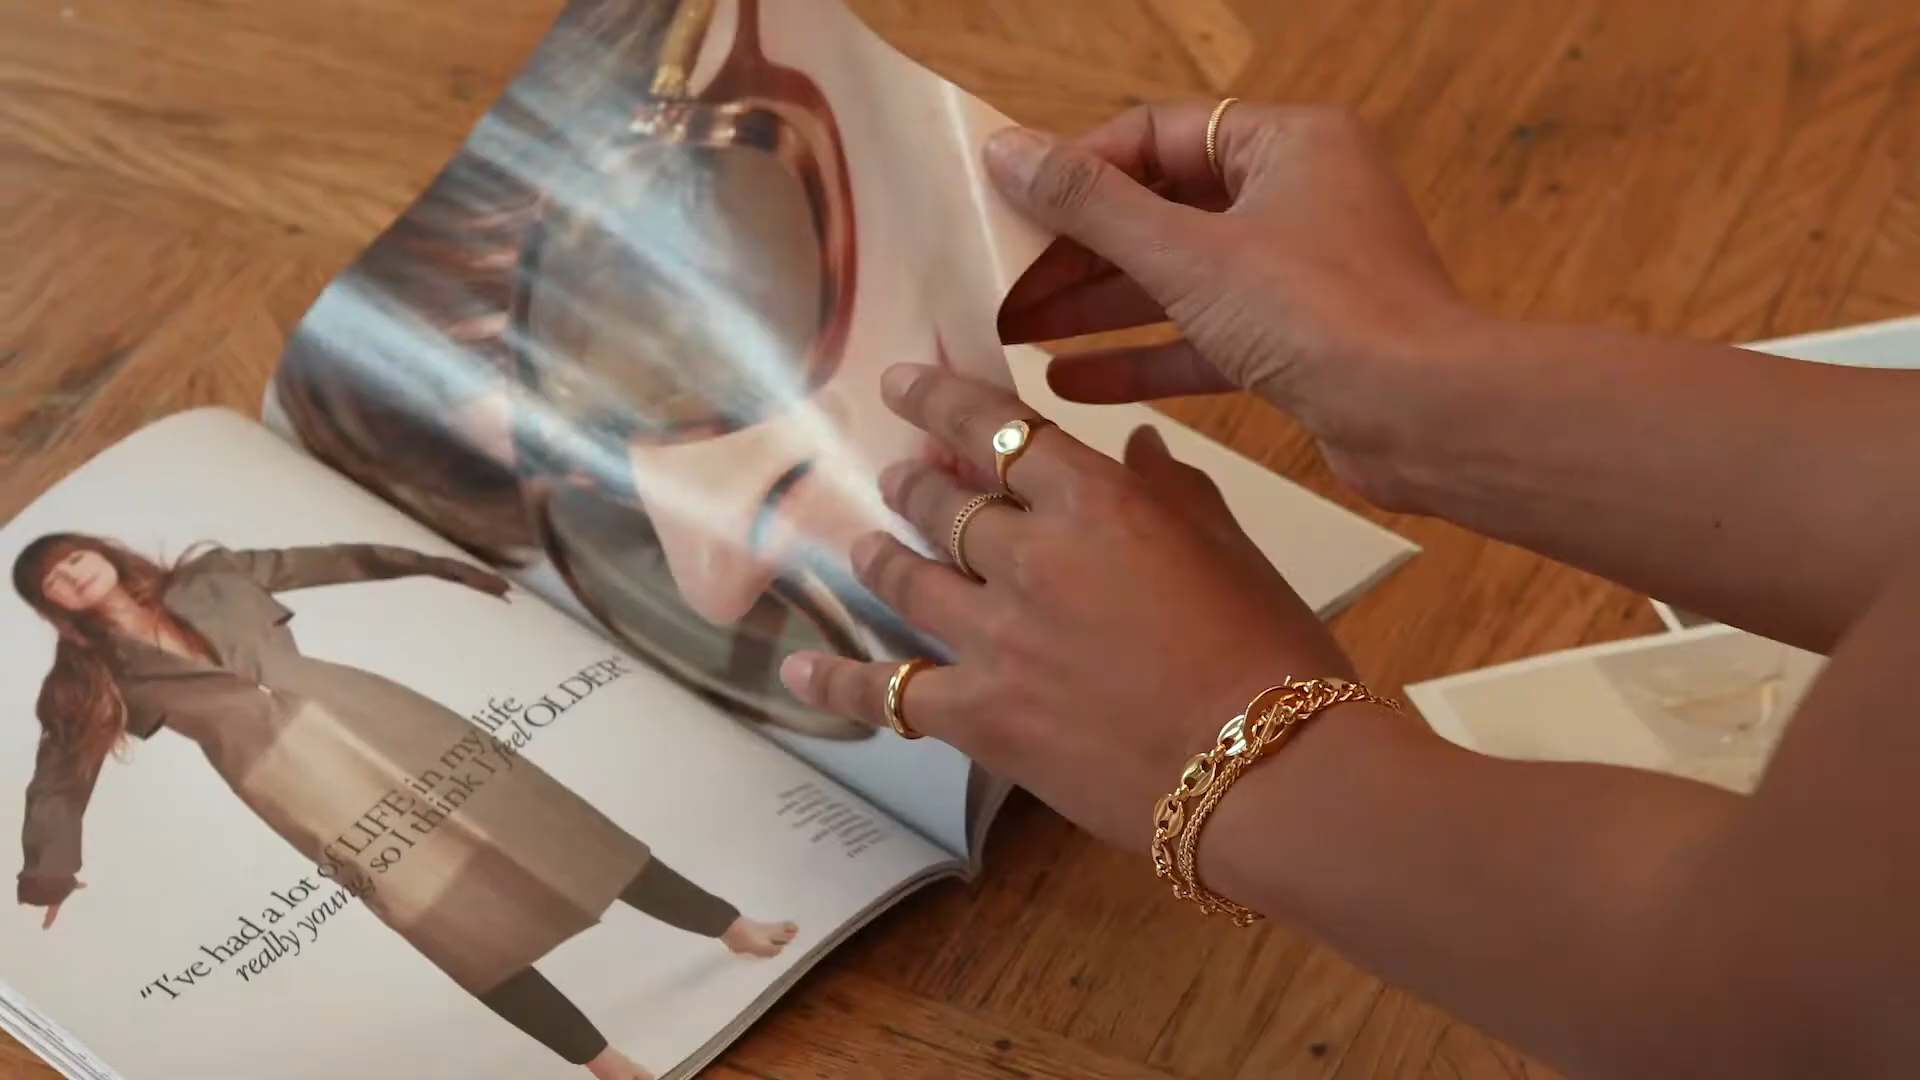 "I've had a lot of LIFE in my life
really young, so I think I feel OLDER"